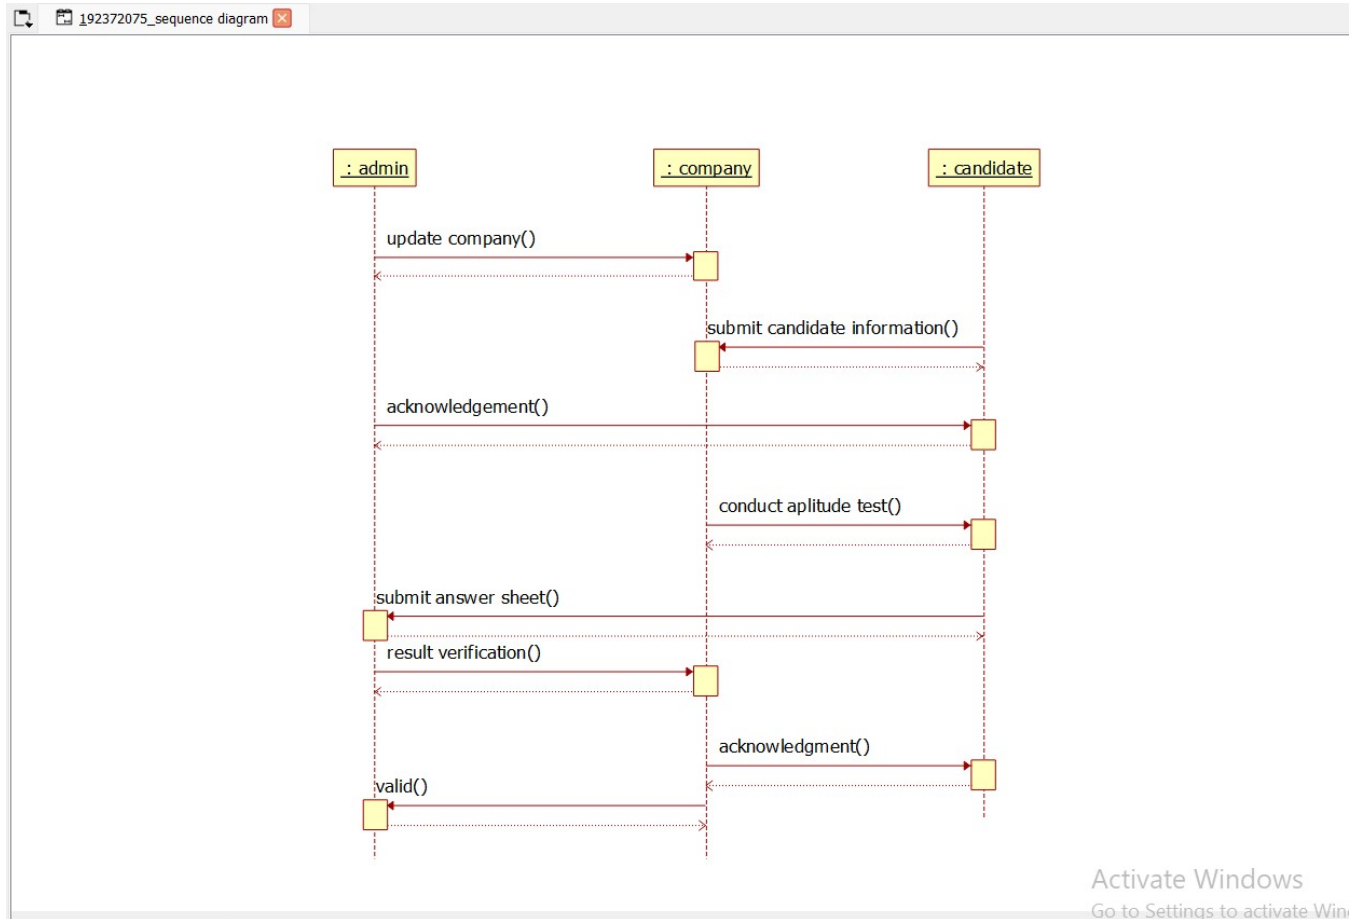 192372075_sequence diagram
: admin
: company
: candidate
update company()
submit candidate information()
acknowledgement()
conduct aplitude test()
submit answer sheet()
result verification()
acknowledgment()
valid()
Activate Windows
Go to Settings to activate Win